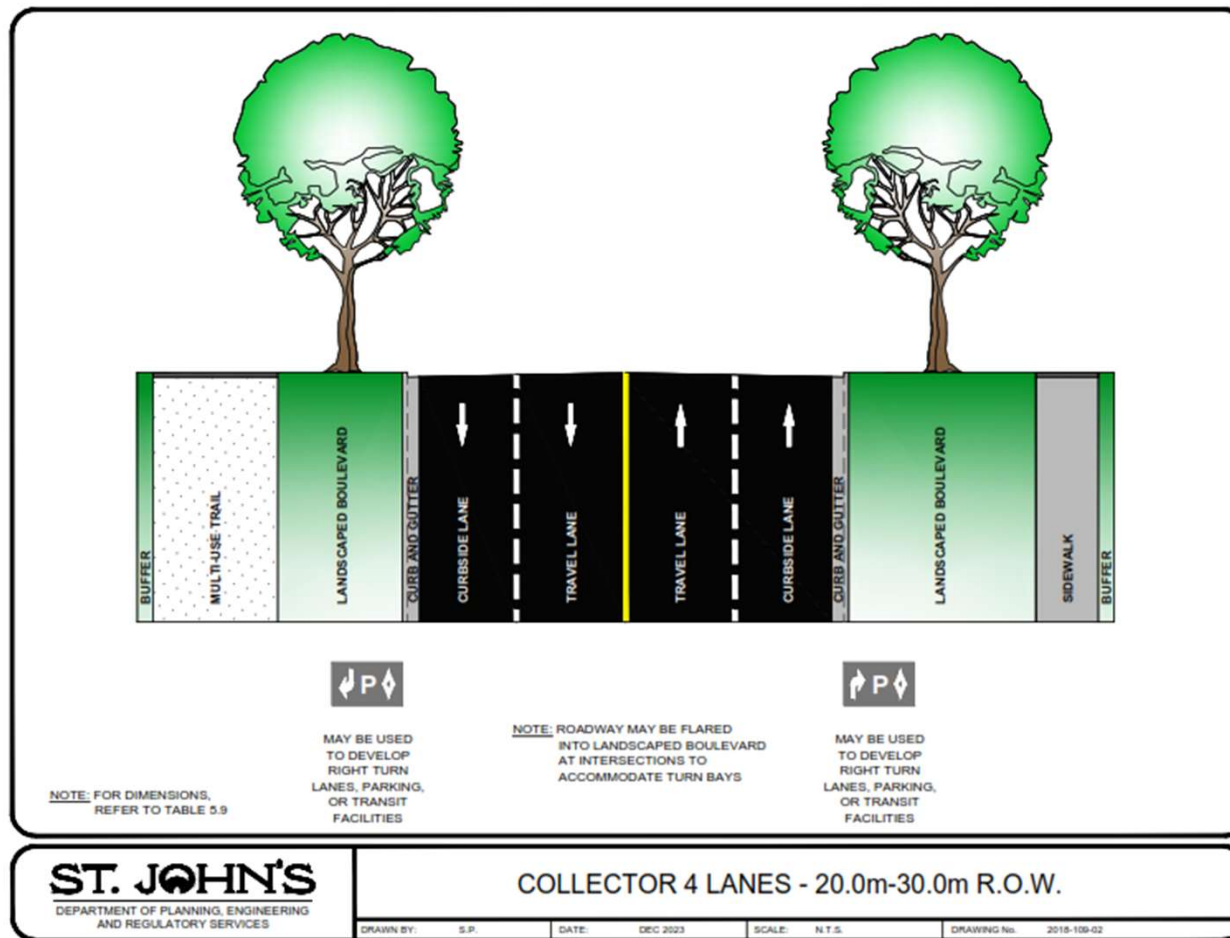 BUFFER
MULTI-USE TRAIL
LANDSCAPED BOULEVARD
CURB AND GUTTER
CURBSIDE LANE
TRAVEL LANE
TRAVEL LANE
CURBSIDE LANE
CURB AND GUTTER
LANDSCAPED BOULEVARD
SIDEWALK
BUFFER
P
P
MAY BE USED
TO DEVELOP
RIGHT TURN
LANES, PARKING,
OR TRANSIT
FACILITIES
NOTE: ROADWAY MAY BE FLARED
INTO LANDSCAPED BOULEVARD
AT INTERSECTIONS TO
ACCOMMODATE TURN BAYS
MAY BE USED
TO DEVELOP
RIGHT TURN
LANES, PARKING,
OR TRANSIT
FACILITIES
NOTE: FOR DIMENSIONS,
REFER TO TABLE 5.9
ST. JOHN'S
DEPARTMENT OF PLANNING, ENGINEERING
AND REGULATORY SERVICES
COLLECTOR 4 LANES - 20.0m-30.0m R.O.W.
DRAWN BY: S.P. DATE: DEC 2023 SCALE: N.T.S. DRAWING No. 2018-109-02